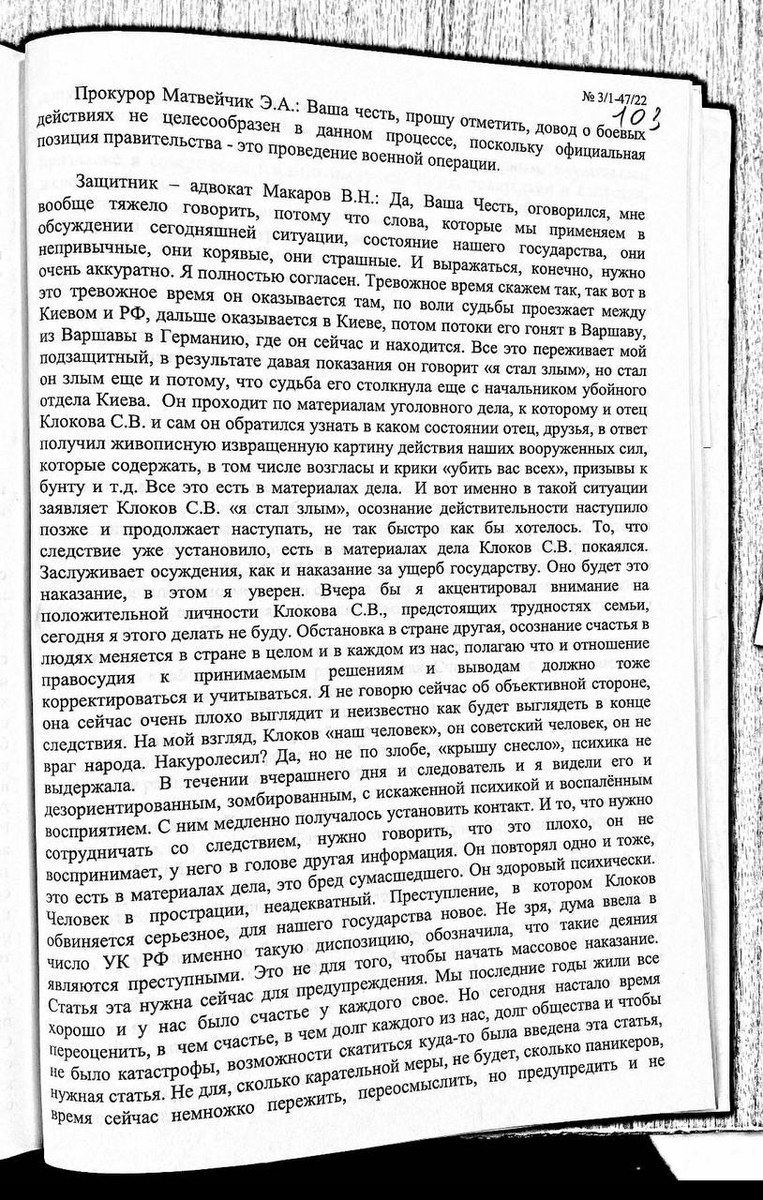 № 3/1-47/22
103
Прокурор Матвейчик Э.А.: Ваша честь, прошу отметить, довод о боевых
действиях не целесообразен в данном процессе, поскольку официальная
позиция правительства - это проведение военной операции.
Защитник – адвокат Макаров В.Н.: Да, Ваша Честь, оговорился, мне
вообще тяжело говорить, потому что слова, которые мы применяем в
обсуждении сегодняшней ситуации, состояние нашего государства, они
непривычные, они корявые, они страшные. И выражаться, конечно, нужно
очень аккуратно. Я полностью согласен. Тревожное время скажем так, так вот в
это тревожное время он оказывается там, по воли судьбы проезжает между
Киевом и РФ, дальше оказывается в Киеве, потом потоки его гонят в Варшаву,
из Варшавы в Германию, где он сейчас и находится. Все это переживает мой
подзащитный, в результате давая показания он говорит «я стал злым», но стал
он злым еще и потому, что судьба его столкнула еще с начальником убойного
отдела Киева. Он проходит по материалам уголовного дела, к которому и отец
Клокова С.В. и сам он обратился узнать в каком состоянии отец, друзья, в ответ
получил живописную извращенную картину действия наших вооруженных сил,
которые содержать, в том числе возгласы и крики «убить вас всех», призывы к
бунту и т.д. Все это есть в материалах дела. И вот именно в такой ситуации
заявляет Клоков С.В. «я стал злым», осознание действительности наступило
позже и продолжает наступать, не так быстро как бы хотелось. То, что
следствие уже установило, есть в материалах дела Клоков С.В. покаялся.
Заслуживает осуждения, как и наказание за ущерб государству. Оно будет это
наказание, в этом я уверен. Вчера бы я акцентировал внимание на
положительной личности Клокова С.В., предстоящих трудностях семьи,
сегодня я этого делать не буду. Обстановка в стране другая, осознание счастья в
людях меняется в стране в целом и в каждом из нас, полагаю что и отношение
правосудия к принимаемым решениям и выводам должно тоже
корректироваться и учитываться. Я не говорю сейчас об объективной стороне,
она сейчас очень плохо выглядит и неизвестно как будет выглядеть в конце
следствия. На мой взгляд, Клоков «наш человек», он советский человек, он не
враг народа. Накуролесил? Да, но не по злобе, «крышу снесло», психика не
выдержала. В течении вчерашнего дня и следователь и я видели его и
дезориентированным, зомбированным, с искаженной психикой и воспалённым
восприятием. С ним медленно получалось установить контакт. И то, что нужно
сотрудничать со следствием, нужно говорить, что это плохо, он не
воспринимает, у него в голове другая информация. Он повторял одно и тоже,
это есть в материалах дела, это бред сумасшедшего. Он здоровый психически.
Человек в прострации, неадекватный. Преступление, в котором Клоков
обвиняется серьезное, для нашего государства новое. Не зря, дума ввела в
число УК РФ именно такую диспозицию, обозначила, что такие деяния
являются преступными. Это не для того, чтобы начать массовое наказание.
Статья эта нужна сейчас для предупреждения. Мы последние годы жили все
хорошо и у нас было счастье у каждого свое. Но сегодня настало время
переоценить, в чем счастье, в чем долг каждого из нас, долг общества и чтобы
не было катастрофы, возможности скатиться куда-то была введена эта статья,
нужная статья. Не для, сколько карательной меры, не будет, сколько паникеров,
время сейчас немножко пережить, переосмыслить, но предупредить и не